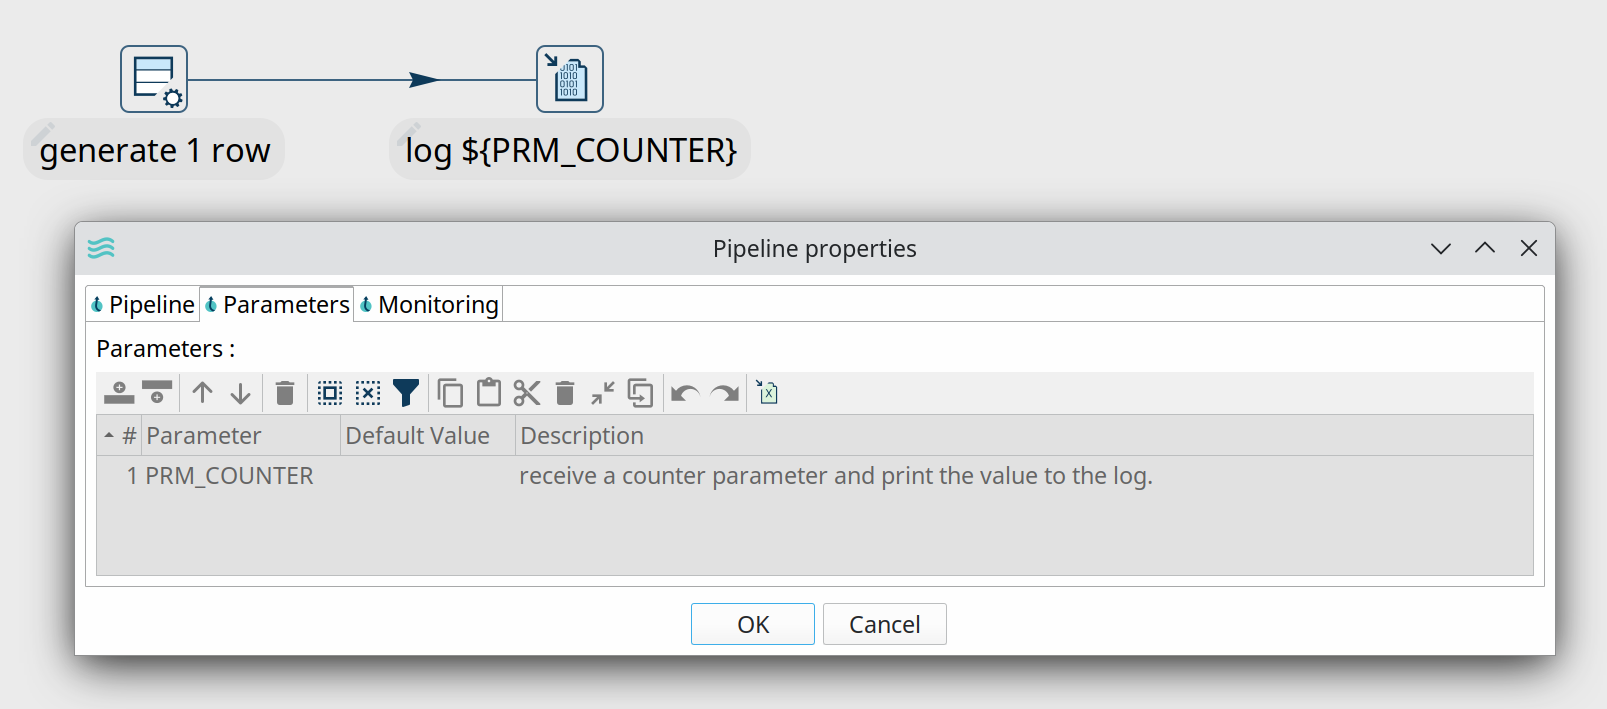 generate 1 row
log ${PRM_COUNTER}
Pipeline properties
Pipeline Parameters Monitoring
Parameters :
# Parameter Default Value Description
1 PRM_COUNTER receive a counter parameter and print the value to the log.
OK Cancel